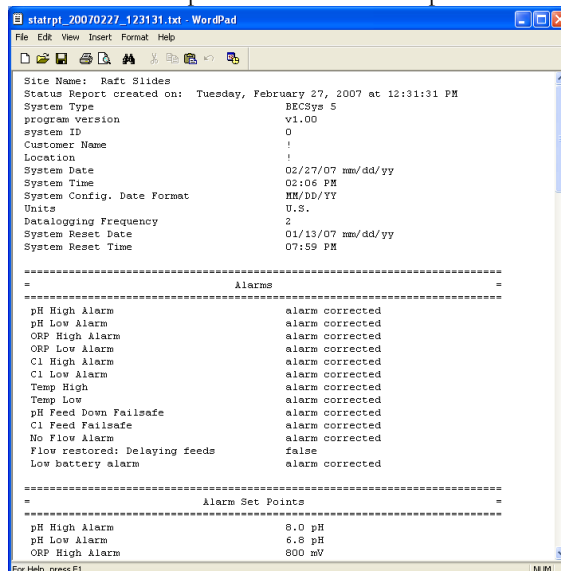 statrpt_20070227_123131.txt - WordPad
File Edit View Insert Format Help
Site Name: Raft Slides
Status Report created on: Tuesday, February 27, 2007 at 12:31:31 PM
System Type BECSys 5
program version v1.00
system ID 0
Customer Name !
Location !
System Date 02/27/07 mm/dd/yy
System Time 02:06 PM
System Config. Date Format MM/DD/YY
Units U.S.
Datalogging Frequency 2
System Reset Date 01/13/07 mm/dd/yy
System Reset Time 07:59 PM
==================================================================
= Alarms =
==================================================================
pH High Alarm alarm corrected
pH Low Alarm alarm corrected
ORP High Alarm alarm corrected
ORP Low Alarm alarm corrected
Cl High Alarm alarm corrected
Cl Low Alarm alarm corrected
Temp High alarm corrected
Temp Low alarm corrected
pH Feed Down Failsafe alarm corrected
Cl Feed Failsafe alarm corrected
No Flow Alarm alarm corrected
Flow restored: Delaying feeds false
Low battery alarm alarm corrected
==================================================================
= Alarm Set Points =
==================================================================
pH High Alarm 8.0 pH
pH Low Alarm 6.8 pH
ORP High Alarm 800 mV
For Help, press F1 NUM